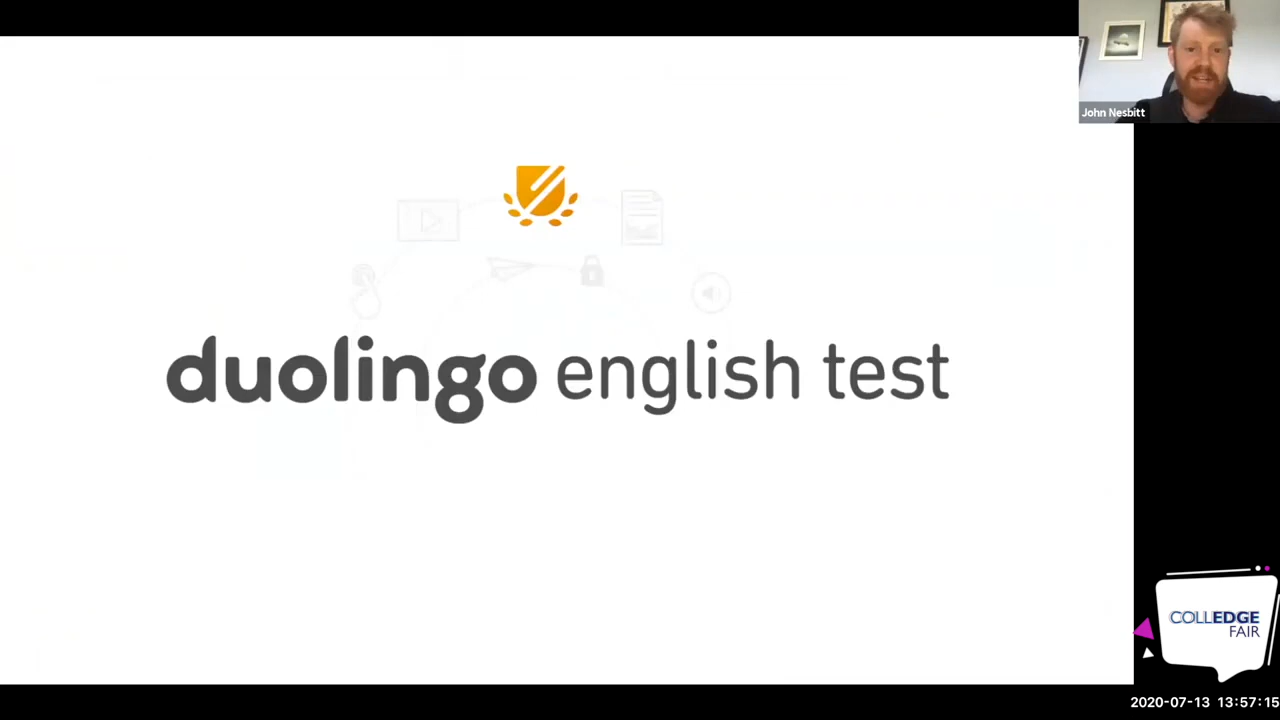 John Nesbitt
duolingo english test
COLLEDGE
FAIR
2020-07-13 13:57:15